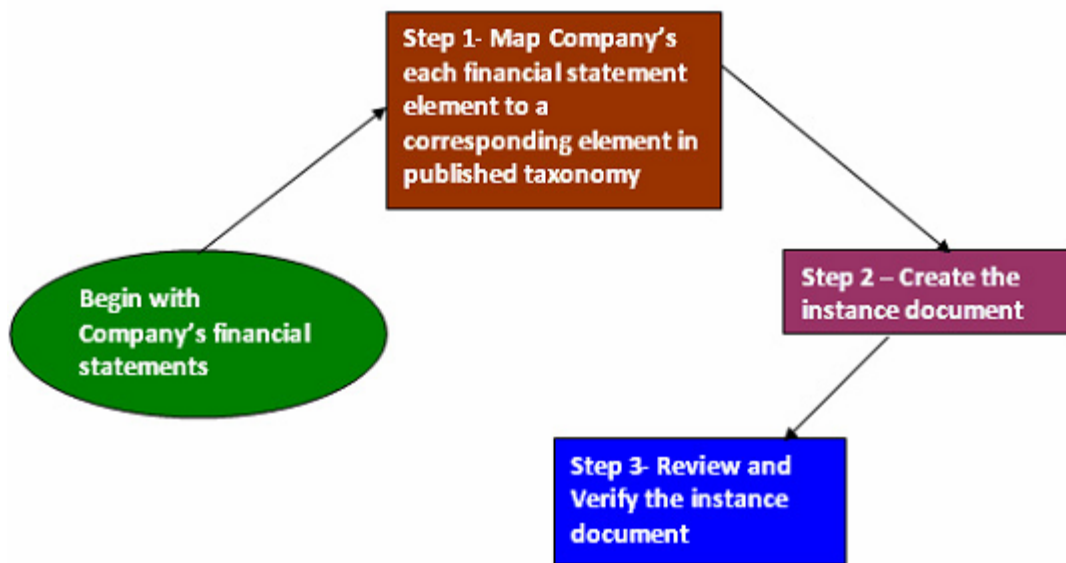 Step 1- Map Company's
each financial statement
element to a
corresponding element in
published taxonomy
Begin with
Company's financial
statements
Step 2 – Create the
instance document
Step 3- Review and
Verify the instance
document